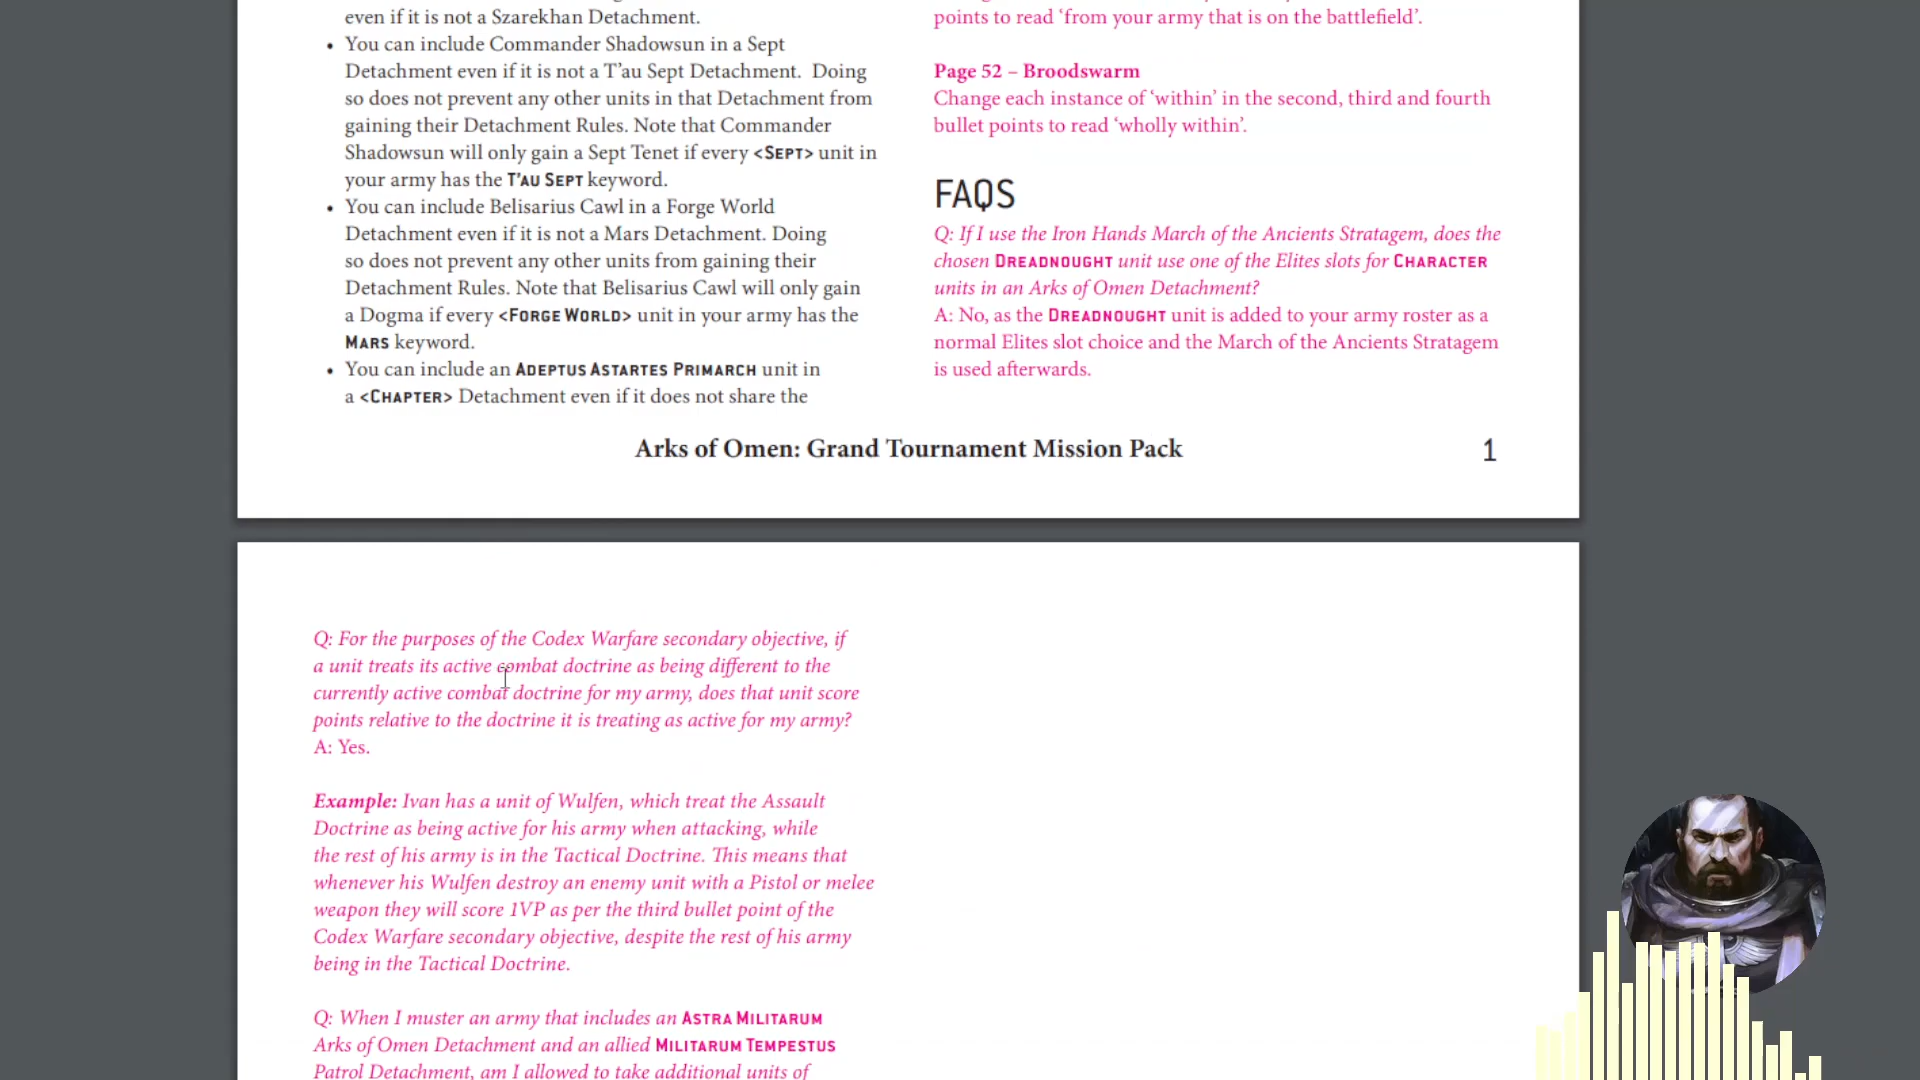 even if it is not a Szarekhan Detachment.
• You can include Commander Shadowsun in a Sept
Detachment even if it is not a T’au Sept Detachment.  Doing
so does not prevent any other units in that Detachment from
gaining their Detachment Rules. Note that Commander
Shadowsun will only gain a Sept Tenet if every <SEPT> unit in
your army has the T’AU SEPT keyword.
• You can include Belisarius Cawl in a Forge World
Detachment even if it is not a Mars Detachment. Doing
so does not prevent any other units from gaining their
Detachment Rules. Note that Belisarius Cawl will only gain
a Dogma if every <FORGE WORLD> unit in your army has the
MARS keyword.
• You can include an ADEPTUS ASTARTES PRIMARCH unit in
a <CHAPTER> Detachment even if it does not share the
points to read ‘from your army that is on the battlefield’.
Page 52 – Broodswarm
Change each instance of ‘within’ in the second, third and fourth
bullet points to read ‘wholly within’.
FAQS
Q: If I use the Iron Hands March of the Ancients Stratagem, does the
chosen DREADNOUGHT unit use one of the Elites slots for CHARACTER
units in an Arks of Omen Detachment?
A: No, as the DREADNOUGHT unit is added to your army roster as a
normal Elites slot choice and the March of the Ancients Stratagem
is used afterwards.
Arks of Omen: Grand Tournament Mission Pack
1
Q: For the purposes of the Codex Warfare secondary objective, if
a unit treats its active combat doctrine as being different to the
currently active combat doctrine for my army, does that unit score
points relative to the doctrine it is treating as active for my army?
A: Yes.
Example: Ivan has a unit of Wulfen, which treat the Assault
Doctrine as being active for his army when attacking, while
the rest of his army is in the Tactical Doctrine. This means that
whenever his Wulfen destroy an enemy unit with a Pistol or melee
weapon they will score 1VP as per the third bullet point of the
Codex Warfare secondary objective, despite the rest of his army
being in the Tactical Doctrine.
Q: When I muster an army that includes an ASTRA MILITARUM
Arks of Omen Detachment and an allied MILITARUM TEMPESTUS
Patrol Detachment, am I allowed to take additional units of